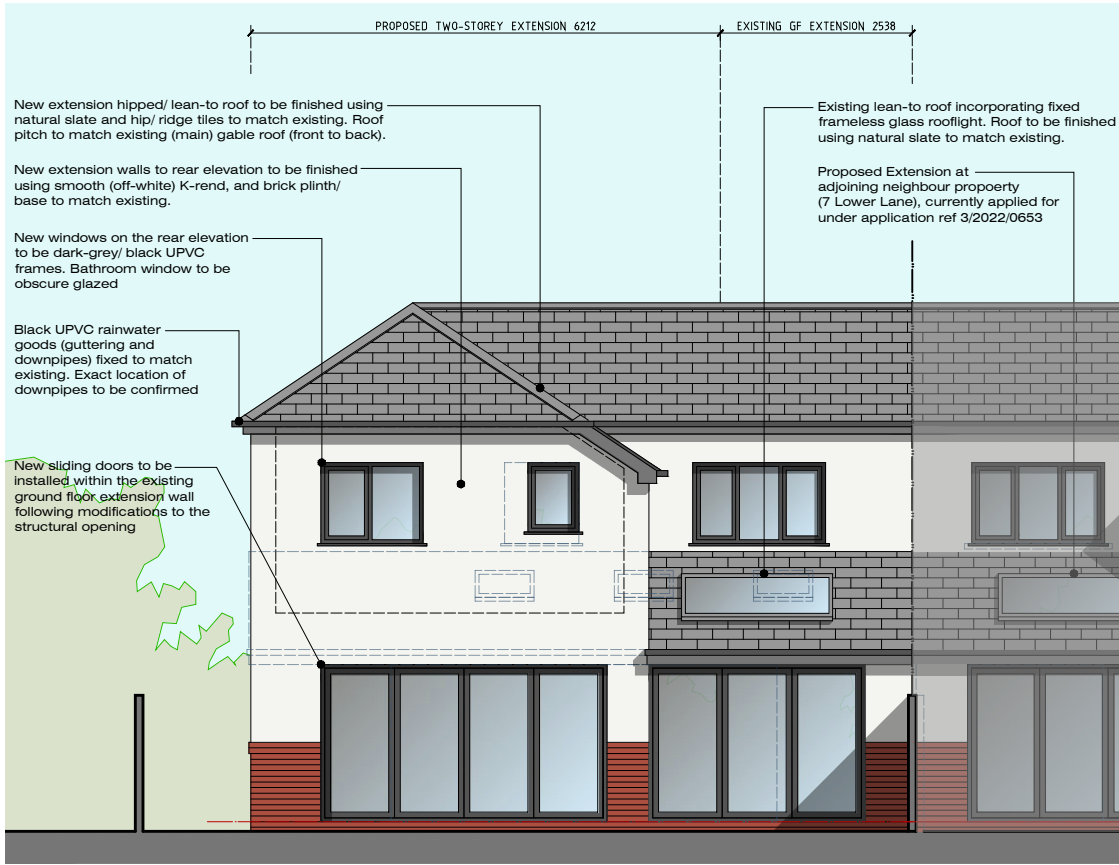 PROPOSED TWO-STOREY EXTENSION 6212
EXISTING GF EXTENSION 2538
New extension hipped/ lean-to roof to be finished using
natural slate and hip/ ridge tiles to match existing. Roof
pitch to match existing (main) gable roof (front to back).
New extension walls to rear elevation to be finished
using smooth (off-white) K-rend, and brick plinth/
base to match existing.
New windows on the rear elevation
to be dark-grey/ black UPVC
frames. Bathroom window to be
obscure glazed
Black UPVC rainwater
goods (guttering and
downpipes) fixed to match
existing. Exact location of
downpipes to be confirmed
New sliding doors to be
installed within the existing
ground floor extension wall
following modifications to the
structural opening
Existing lean-to roof incorporating fixed
frameless glass rooflight. Roof to be finished
using natural slate to match existing.
Proposed Extension at
adjoining neighbour propoerty
(7 Lower Lane), currently applied for
under application ref 3/2022/0653